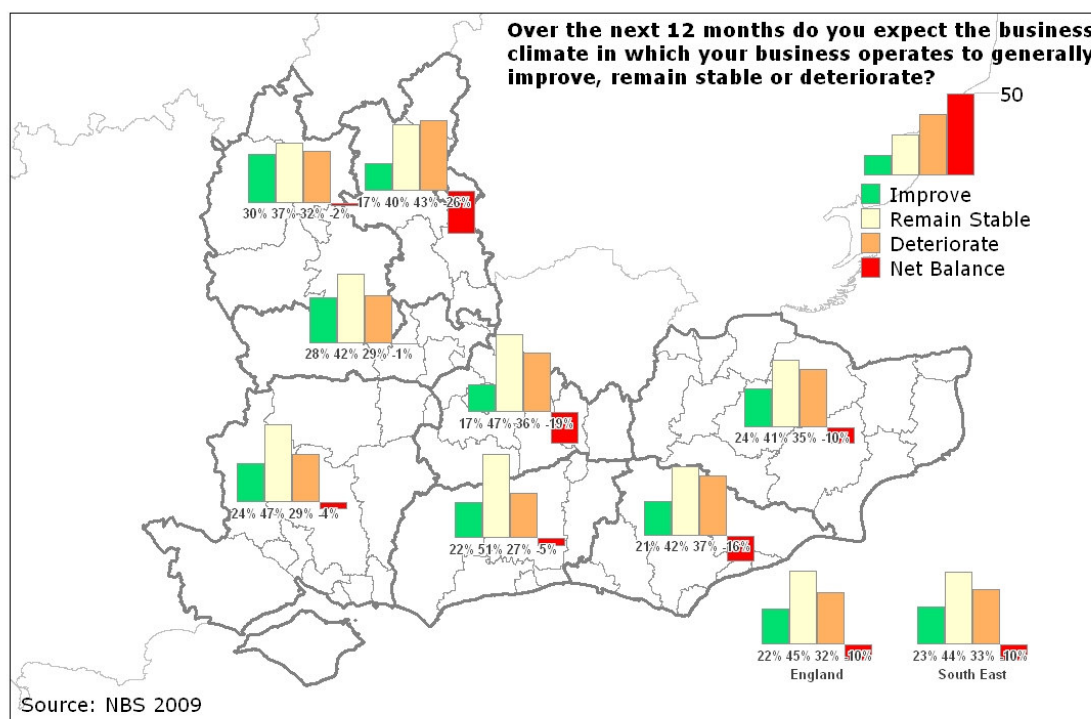 Over the next 12 months do you expect the business
climate in which your business operates to generally
improve, remain stable or deteriorate?
50
Improve
Remain Stable
Deteriorate
Net Balance
30% 37% 32% -2%
17% 40% 43% -26%
28% 42% 29% -1%
17% 47% 36% -19%
24% 41% 35% -10%
24% 47% 29% -4%
22% 51% 27% -5%
21% 42% 37% -16%
22% 45% 32% -10%
England
23% 44% 33% -10%
South East
Source: NBS 2009